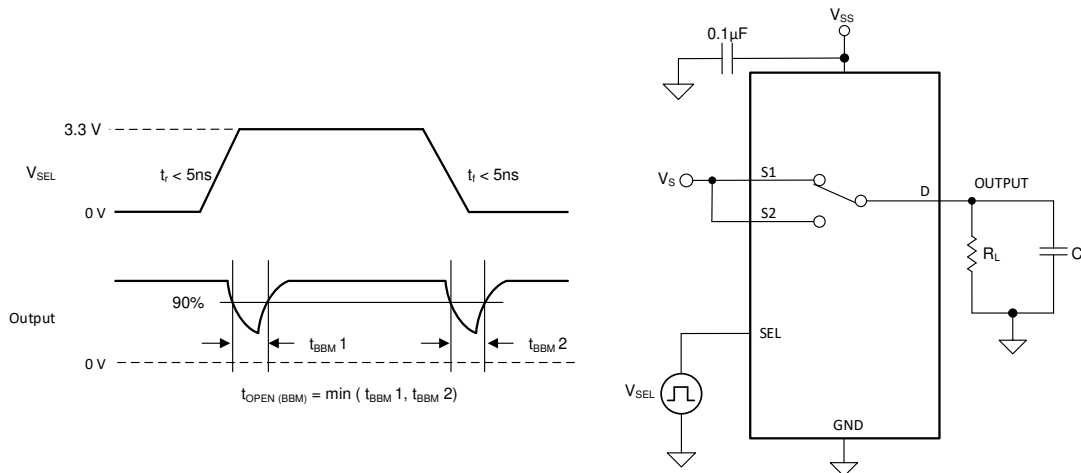 3.3 V
V_SEL
t_r < 5ns
t_f < 5ns
0 V
90%
Output
t_BBM 1
t_BBM 2
0 V
t_OPEN (BBM) = min ( t_BBM 1, t_BBM 2)
V_SS
0.1µF
V_S
S1
S2
D
OUTPUT
R_L
C
SEL
V_SEL
GND